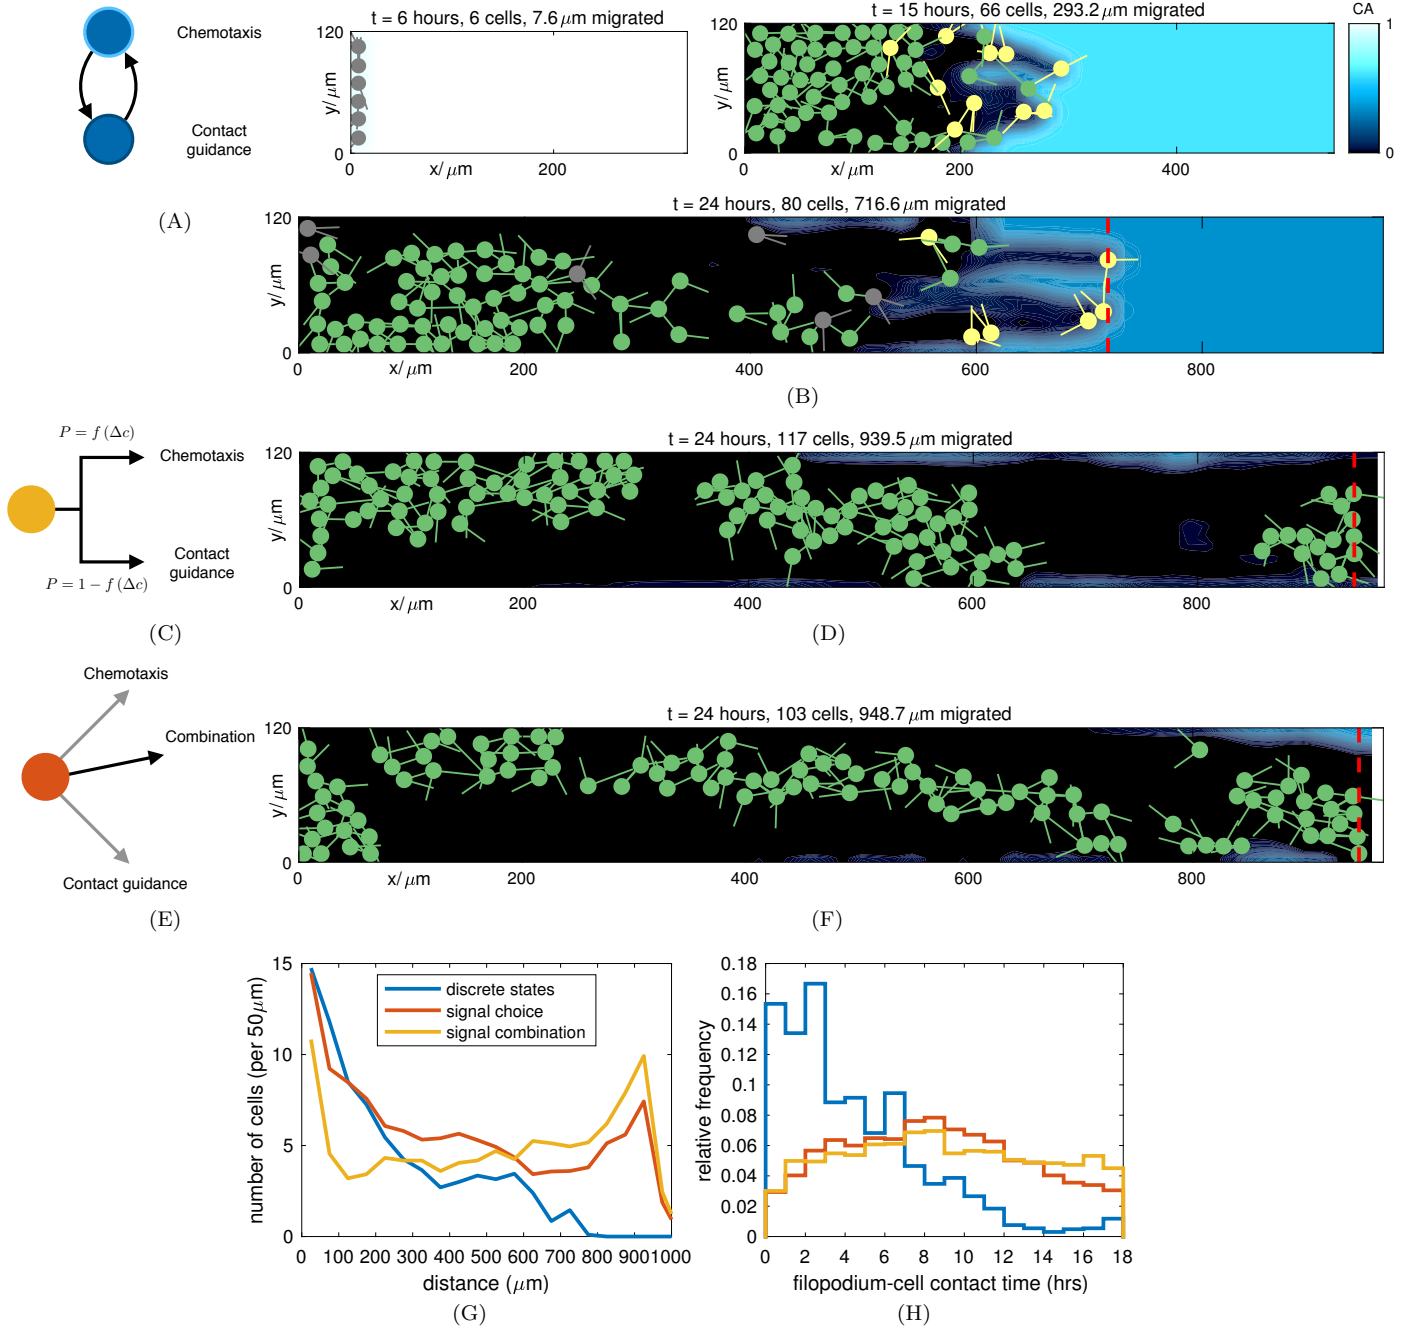 Chemotaxis
Contact
guidance
(A)
t = 6 hours, 6 cells, 7.6 μm migrated
120
y/ μm
0
0
x/ μm
200
t = 15 hours, 66 cells, 293.2 μm migrated
120
y/ μm
0
x/ μm
200
400
CA
1
0
t = 24 hours, 80 cells, 716.6 μm migrated
120
y/ μm
0
0
x/ μm
200
400
600
800
(B)
P = f (Δc)
Chemotaxis
Contact
guidance
P = 1 − f (Δc)
(C)
t = 24 hours, 117 cells, 939.5 μm migrated
120
y/ μm
0
0
x/ μm
200
400
600
800
(D)
Chemotaxis
Combination
Contact guidance
(E)
t = 24 hours, 103 cells, 948.7 μm migrated
120
y/ μm
0
0
x/ μm
200
400
600
800
(F)
number of cells (per 50μm)
15
10
5
0
discrete states
signal choice
signal combination
0 100 200 300 400 500 600 700 800 9001000
distance (μm)
(G)
relative frequency
0.18
0.16
0.14
0.12
0.1
0.08
0.06
0.04
0.02
0
0 2 4 6 8 10 12 14 16 18
filopodium-cell contact time (hrs)
(H)